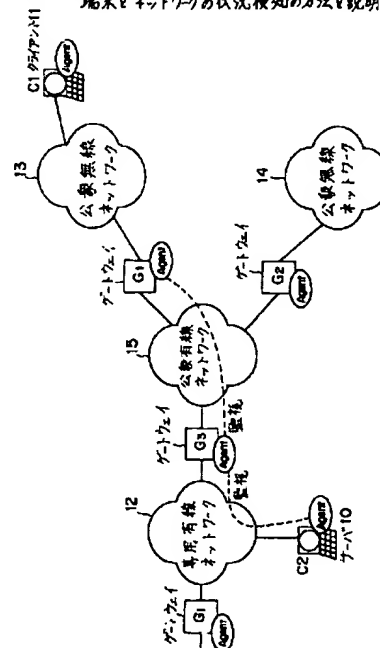 端末とネットワークの状況検知の方法を説明
C1 クライアント11
Agent
13
公衆無線
ネットワーク
14
公衆無線
ネットワーク
ゲートウェイ
G1
Agent
ゲートウェイ
G2
Agent
15
公衆有線
ネットワーク
ゲートウェイ
G3
Agent
監視
監視
12
専用有線
ネットワーク
Agent
C2
サーバ10
ゲートウェイ
G1
Agent